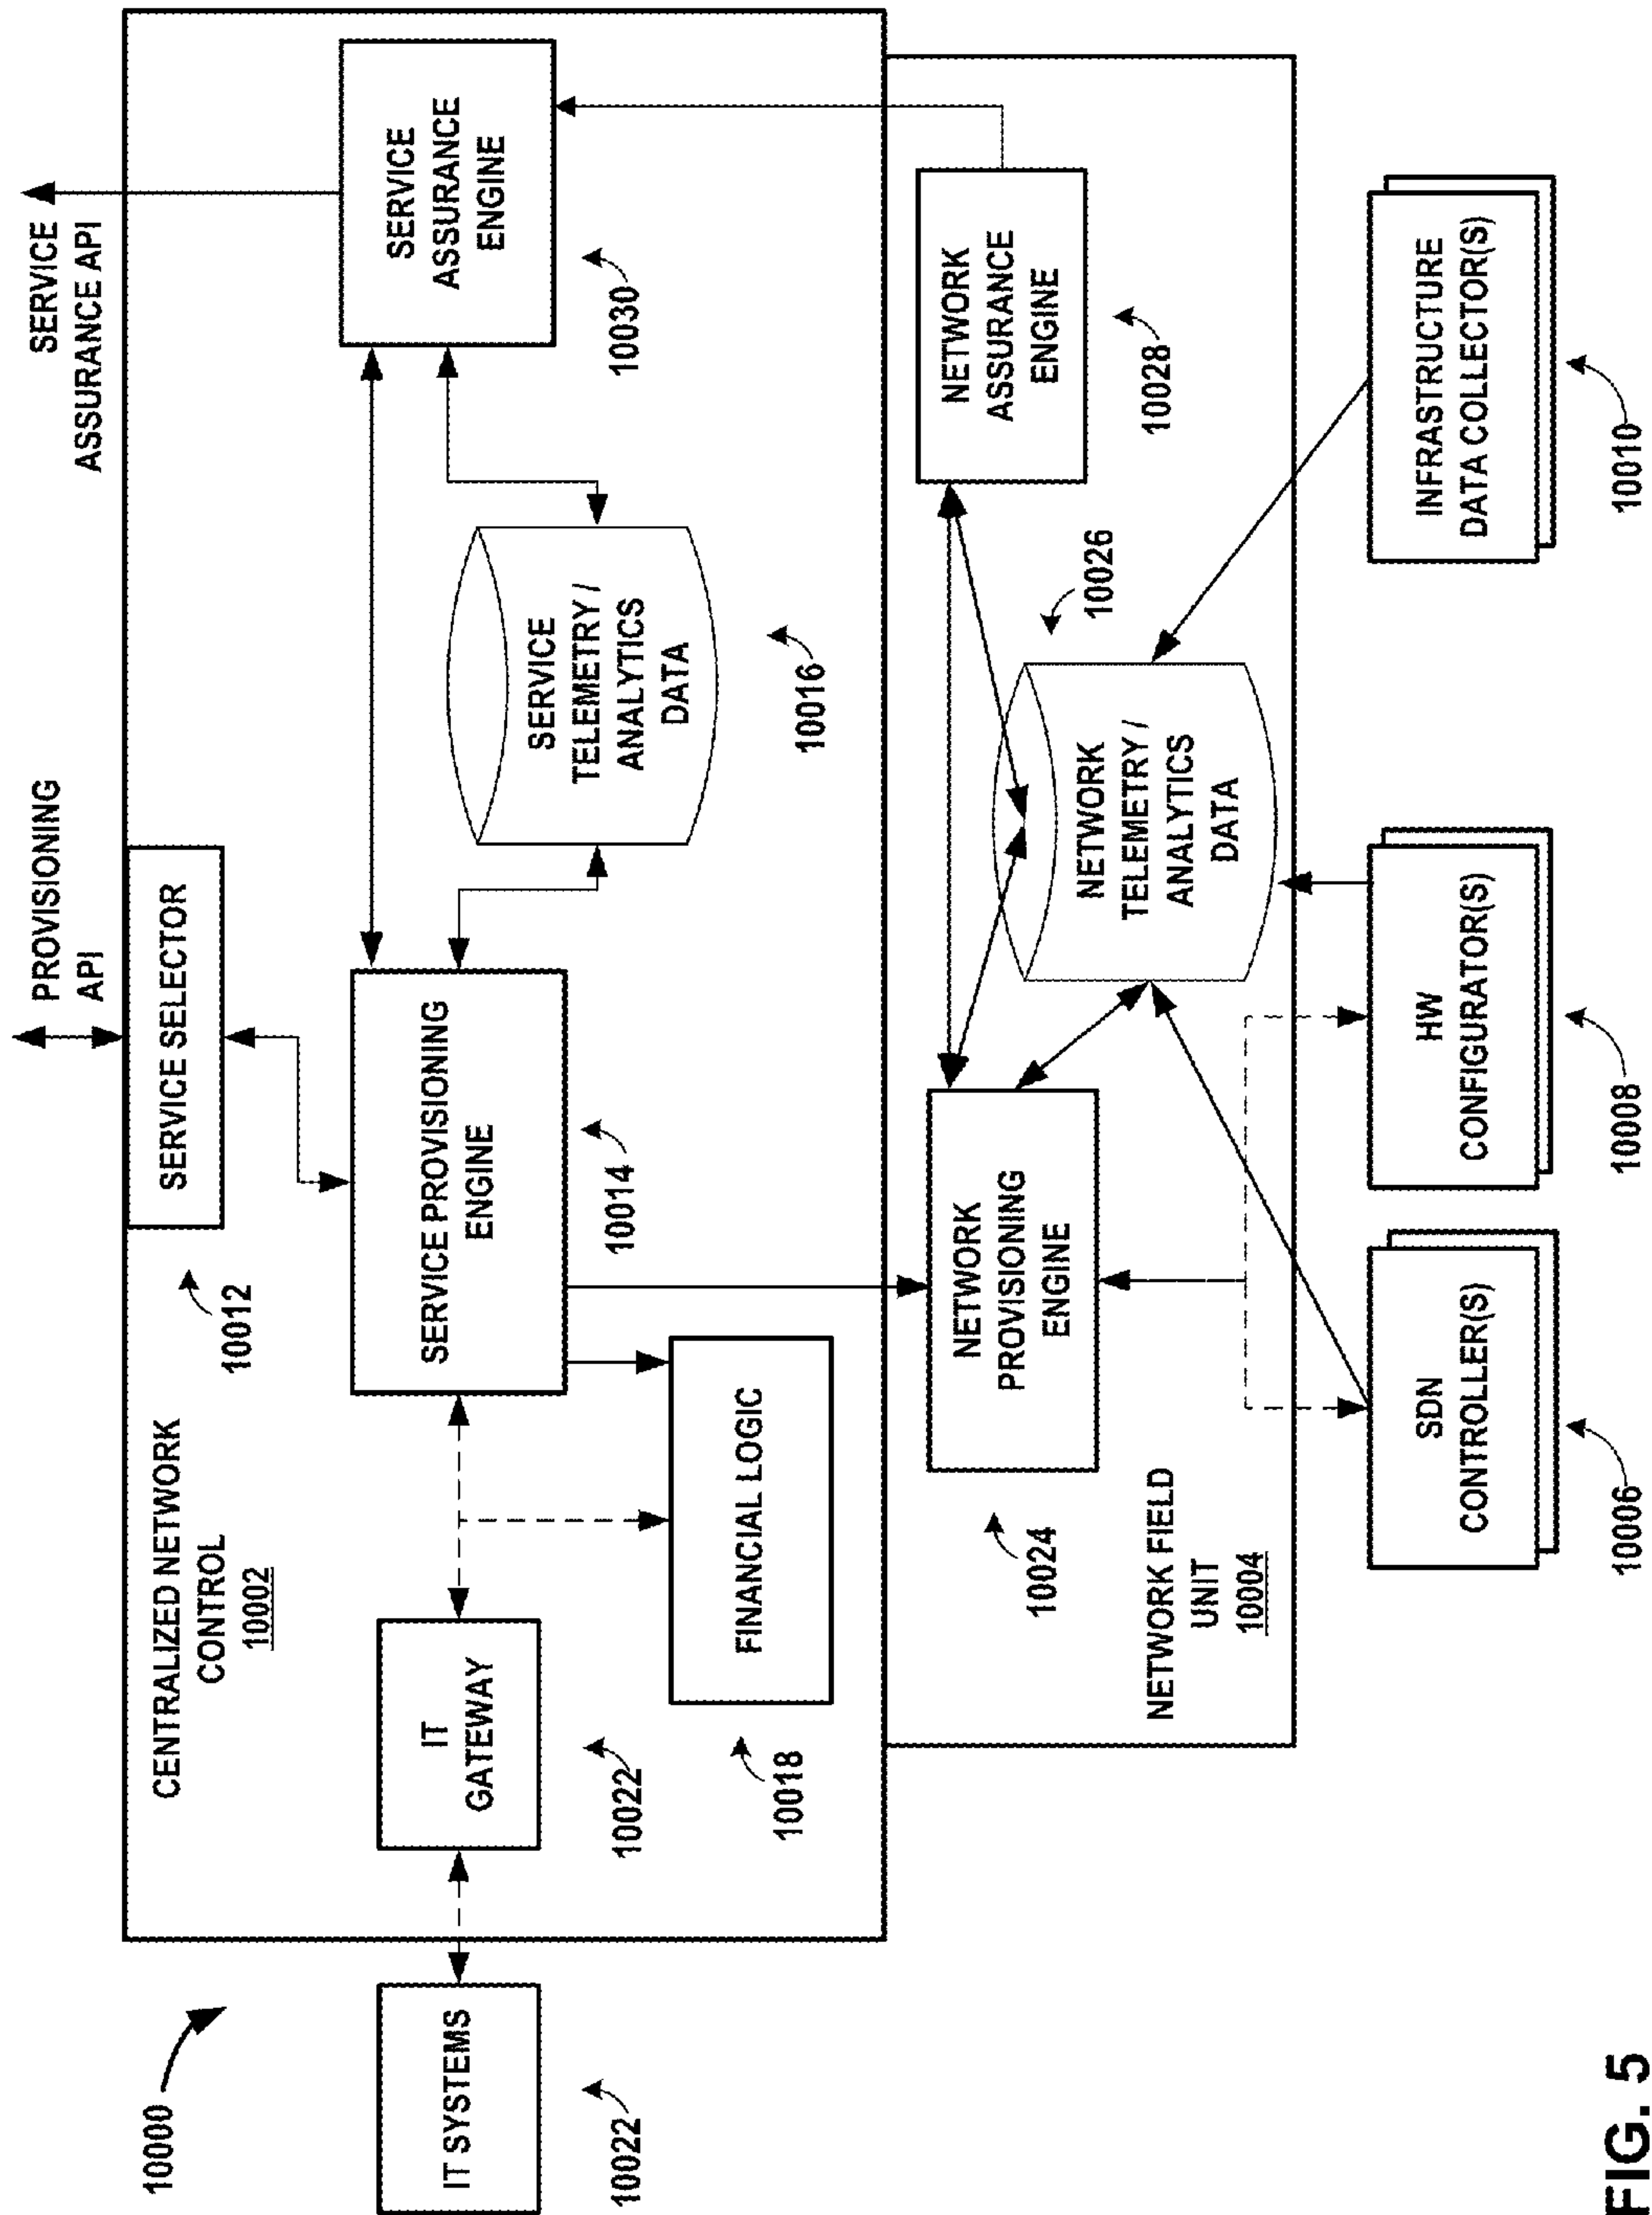 10000
PROVISIONING
API
SERVICE
ASSURANCE API
CENTRALIZED NETWORK
CONTROL
10002
10012
SERVICE SELECTOR
IT SYSTEMS
10022
IT
GATEWAY
10022
SERVICE PROVISIONING
ENGINE
10014
SERVICE
TELEMETRY /
ANALYTICS
DATA
10016
SERVICE
ASSURANCE
ENGINE
10030
FINANCIAL LOGIC
10018
NETWORK
PROVISIONING
ENGINE
10024
NETWORK
ASSURANCE
ENGINE
10028
10026
NETWORK
TELEMETRY /
ANALYTICS
DATA
NETWORK FIELD
UNIT
10004
SDN
CONTROLLER(S)
10006
HW
CONFIGURATOR(S)
10008
INFRASTRUCTURE
DATA COLLECTOR(S)
10010
FIG. 5